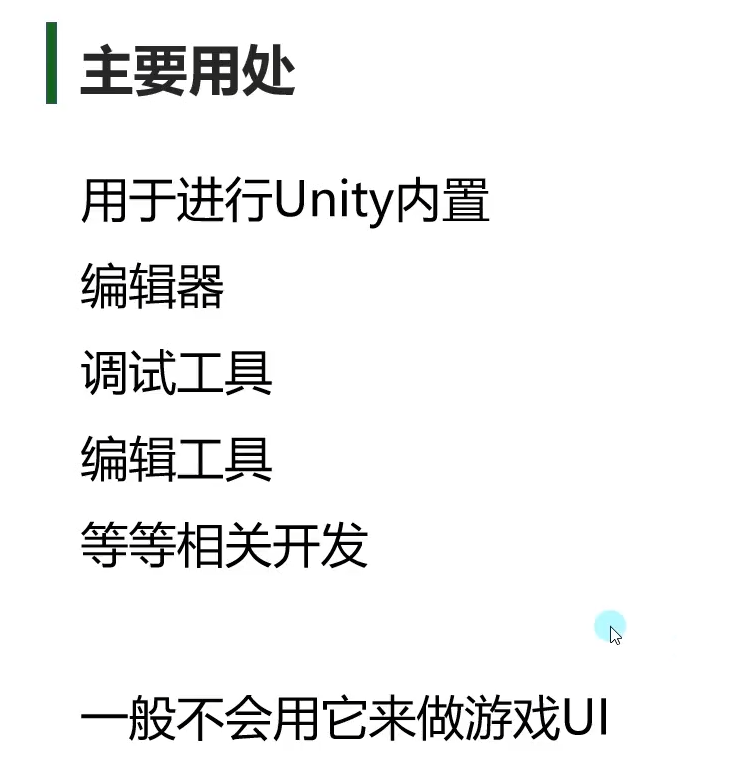 主要用处
用于进行Unity内置
编辑器
调试工具
编辑工具
等等相关开发
一般不会用它来做游戏UI